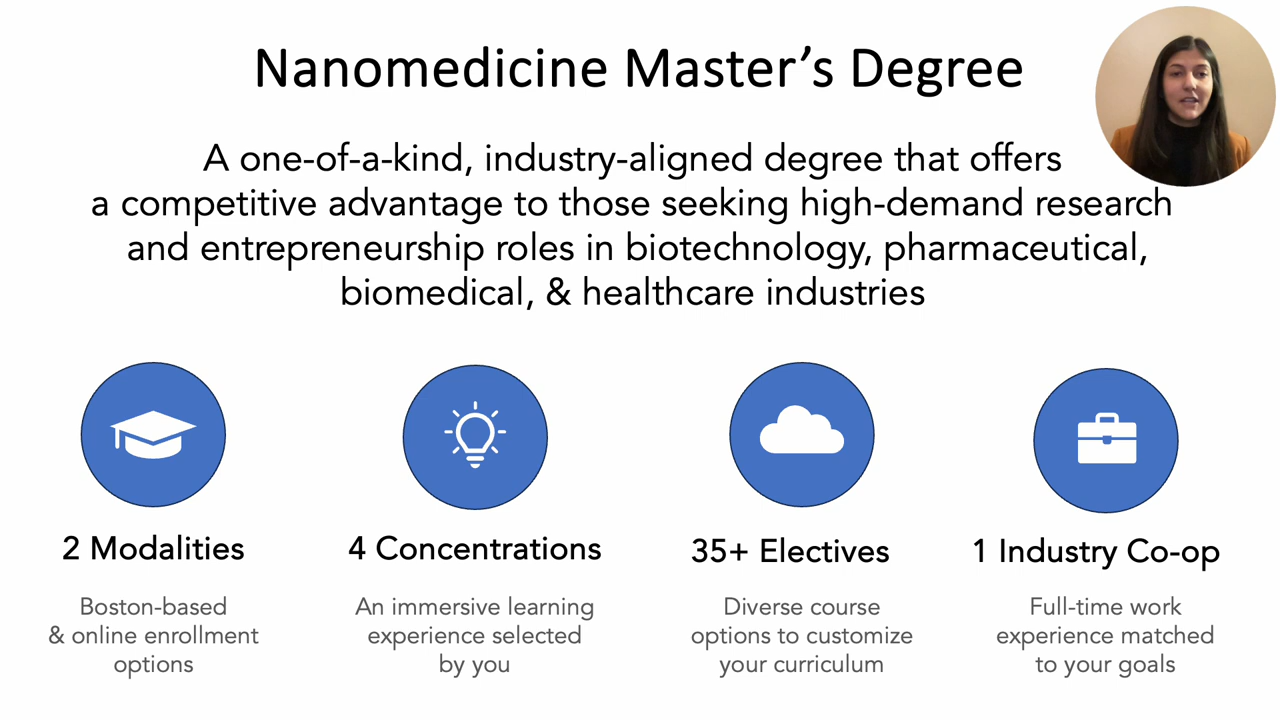 Nanomedicine Master’s Degree
A one-of-a-kind, industry-aligned degree that offers
a competitive advantage to those seeking high-demand research
and entrepreneurship roles in biotechnology, pharmaceutical,
biomedical, & healthcare industries
2 Modalities
Boston-based
& online enrollment
options
4 Concentrations
An immersive learning
experience selected
by you
35+ Electives
Diverse course
options to customize
your curriculum
1 Industry Co-op
Full-time work
experience matched
to your goals